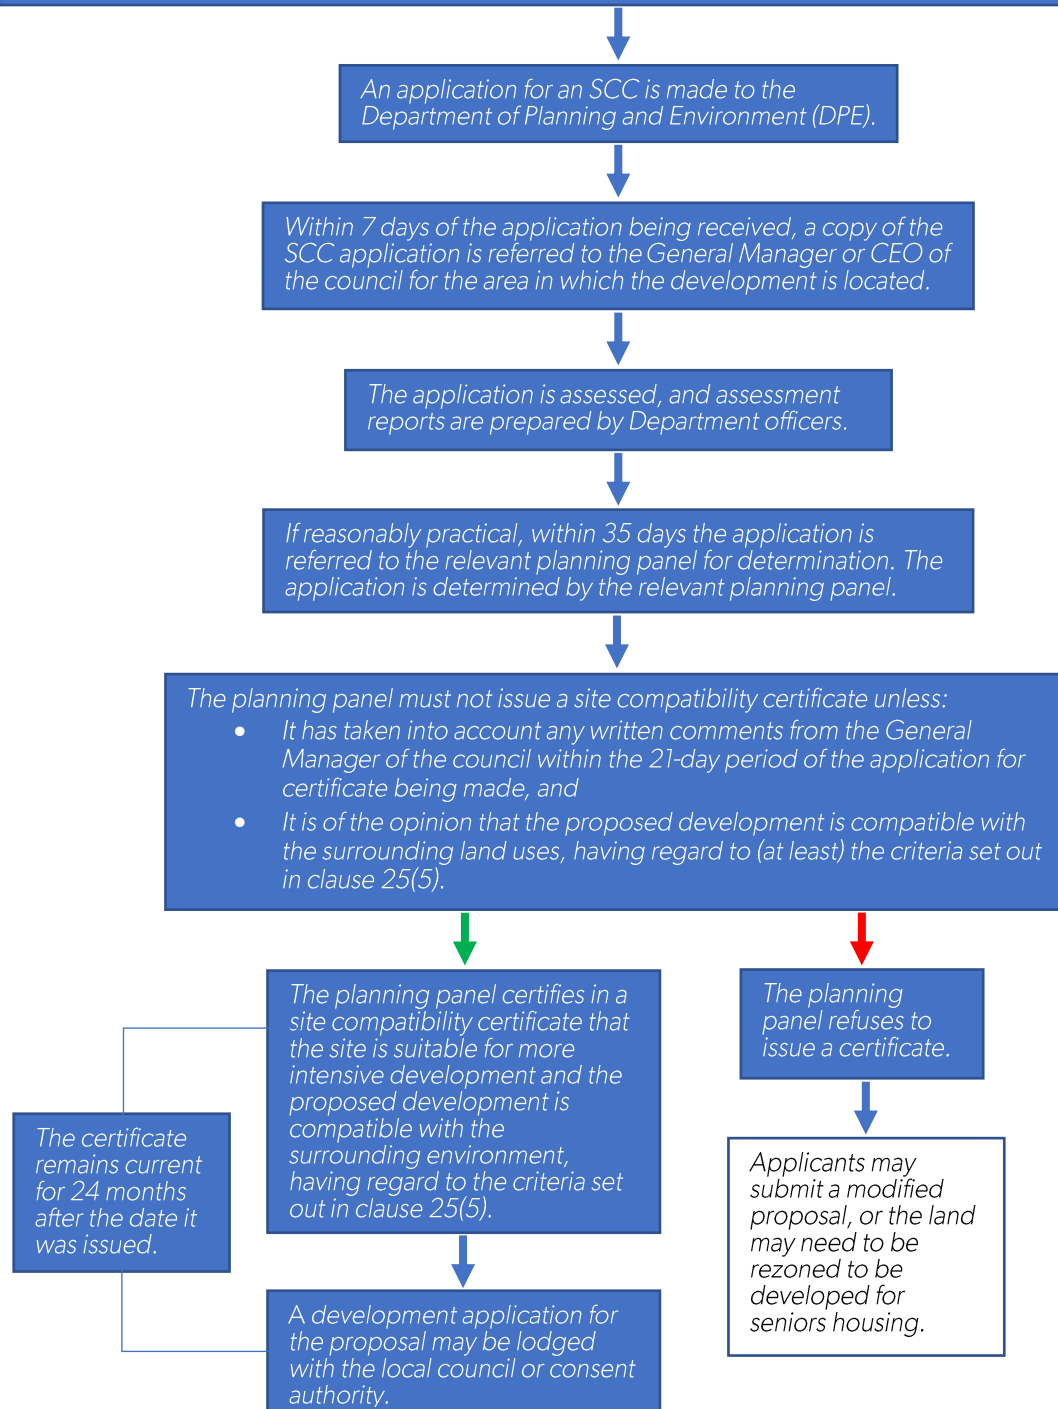 An application for an SCC is made to the
Department of Planning and Environment (DPE).
Within 7 days of the application being received, a copy of the
SCC application is referred to the General Manager or CEO of
the council for the area in which the development is located.
The application is assessed, and assessment
reports are prepared by Department officers.
If reasonably practical, within 35 days the application is
referred to the relevant planning panel for determination. The
application is determined by the relevant planning panel.
The planning panel must not issue a site compatibility certificate unless:
• It has taken into account any written comments from the General
Manager of the council within the 21-day period of the application for
certificate being made, and
• It is of the opinion that the proposed development is compatible with
the surrounding land uses, having regard to (at least) the criteria set out
in clause 25(5).
The planning panel certifies in a
site compatibility certificate that
the site is suitable for more
intensive development and the
proposed development is
compatible with the
surrounding environment,
having regard to the criteria set
out in clause 25(5).
The planning
panel refuses to
issue a certificate.
The certificate
remains current
for 24 months
after the date it
was issued.
Applicants may
submit a modified
proposal, or the land
may need to be
rezoned to be
developed for
seniors housing.
A development application for
the proposal may be lodged
with the local council or consent
authority.